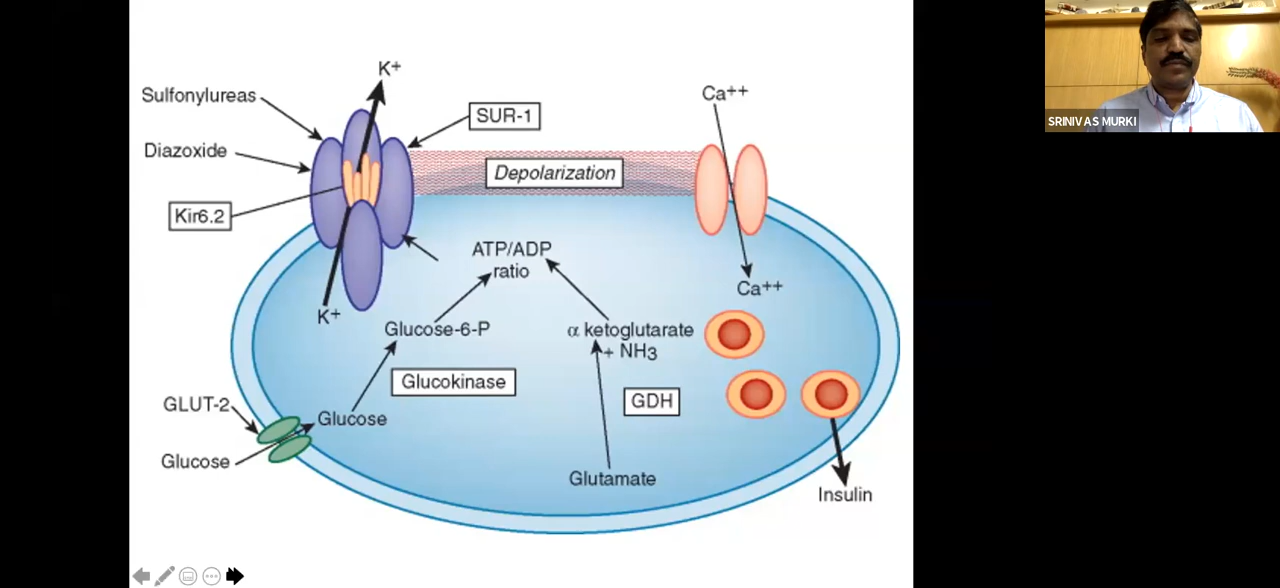 K+
Sulfonylureas
SUR-1
Ca++
Diazoxide
Depolarization
Kir6.2
ATP/ADP
ratio
Ca++
K+
Glucose-6-P
α ketoglutarate
+ NH3
Glucokinase
GDH
GLUT-2
Glucose
Glucose
Glutamate
Insulin
SRINIVAS MURKI